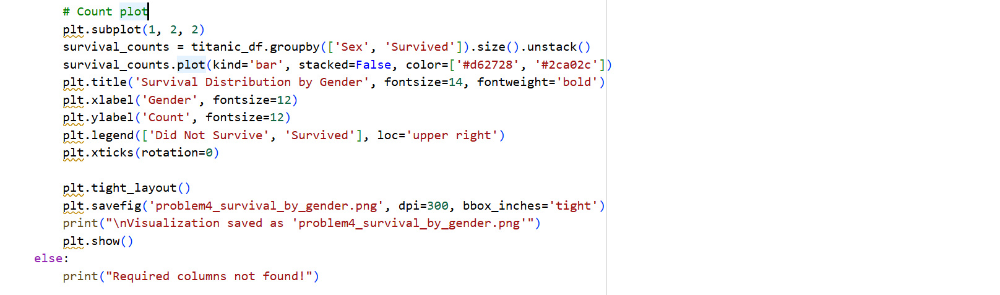 # Count plot
plt.subplot(1, 2, 2)
survival_counts = titanic_df.groupby(['Sex', 'Survived']).size().unstack()
survival_counts.plot(kind='bar', stacked=False, color=['#d62728', '#2ca02c'])
plt.title('Survival Distribution by Gender', fontsize=14, fontweight='bold')
plt.xlabel('Gender', fontsize=12)
plt.ylabel('Count', fontsize=12)
plt.legend(['Did Not Survive', 'Survived'], loc='upper right')
plt.xticks(rotation=0)
plt.tight_layout()
plt.savefig('problem4_survival_by_gender.png', dpi=300, bbox_inches='tight')
print("\nVisualization saved as 'problem4_survival_by_gender.png'")
plt.show()
else:
print("Required columns not found!")